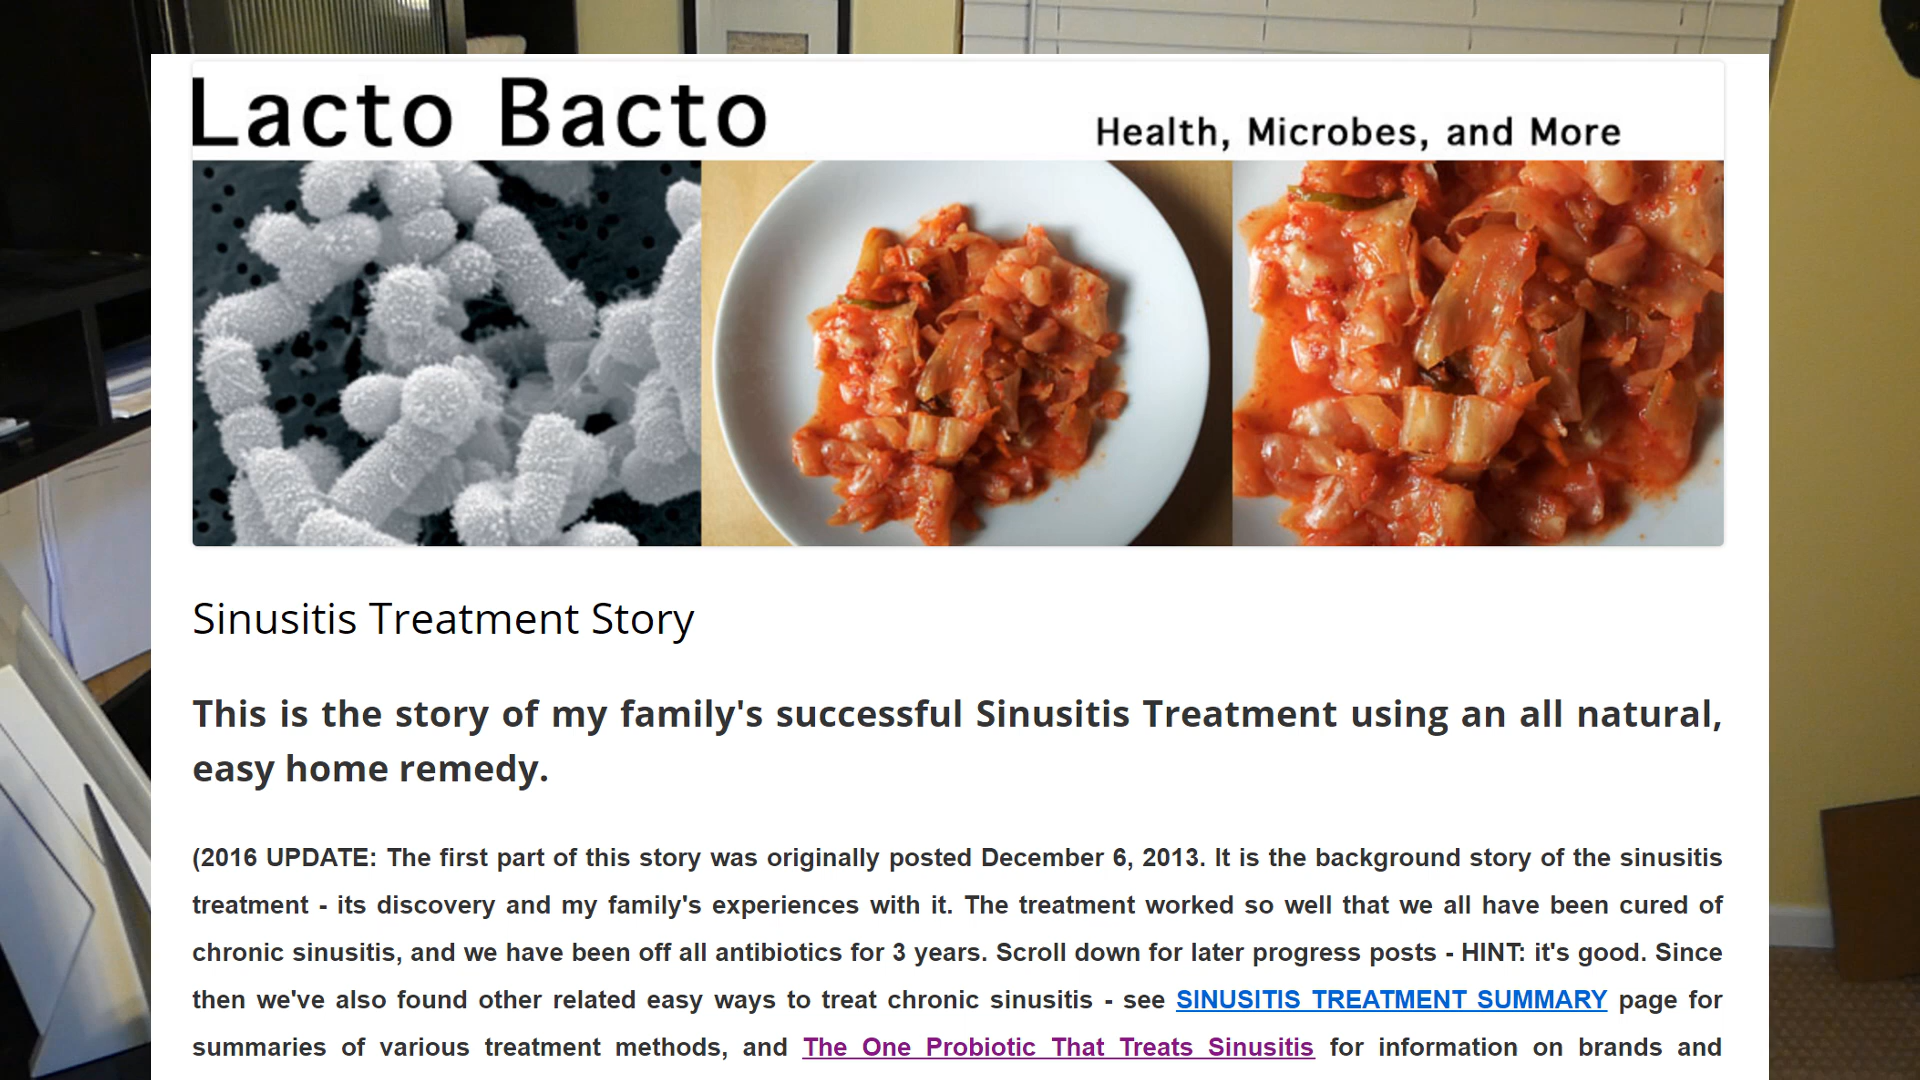 Lacto Bacto
Health, Microbes, and More
Sinusitis Treatment Story
This is the story of my family's successful Sinusitis Treatment using an all natural,
easy home remedy.
(2016 UPDATE: The first part of this story was originally posted December 6, 2013. It is the background story of the sinusitis
treatment - its discovery and my family's experiences with it. The treatment worked so well that we all have been cured of
chronic sinusitis, and we have been off all antibiotics for 3 years. Scroll down for later progress posts - HINT: it's good. Since
then we've also found other related easy ways to treat chronic sinusitis - see SINUSITIS TREATMENT SUMMARY page for
summaries of various treatment methods, and The One Probiotic That Treats Sinusitis for information on brands and